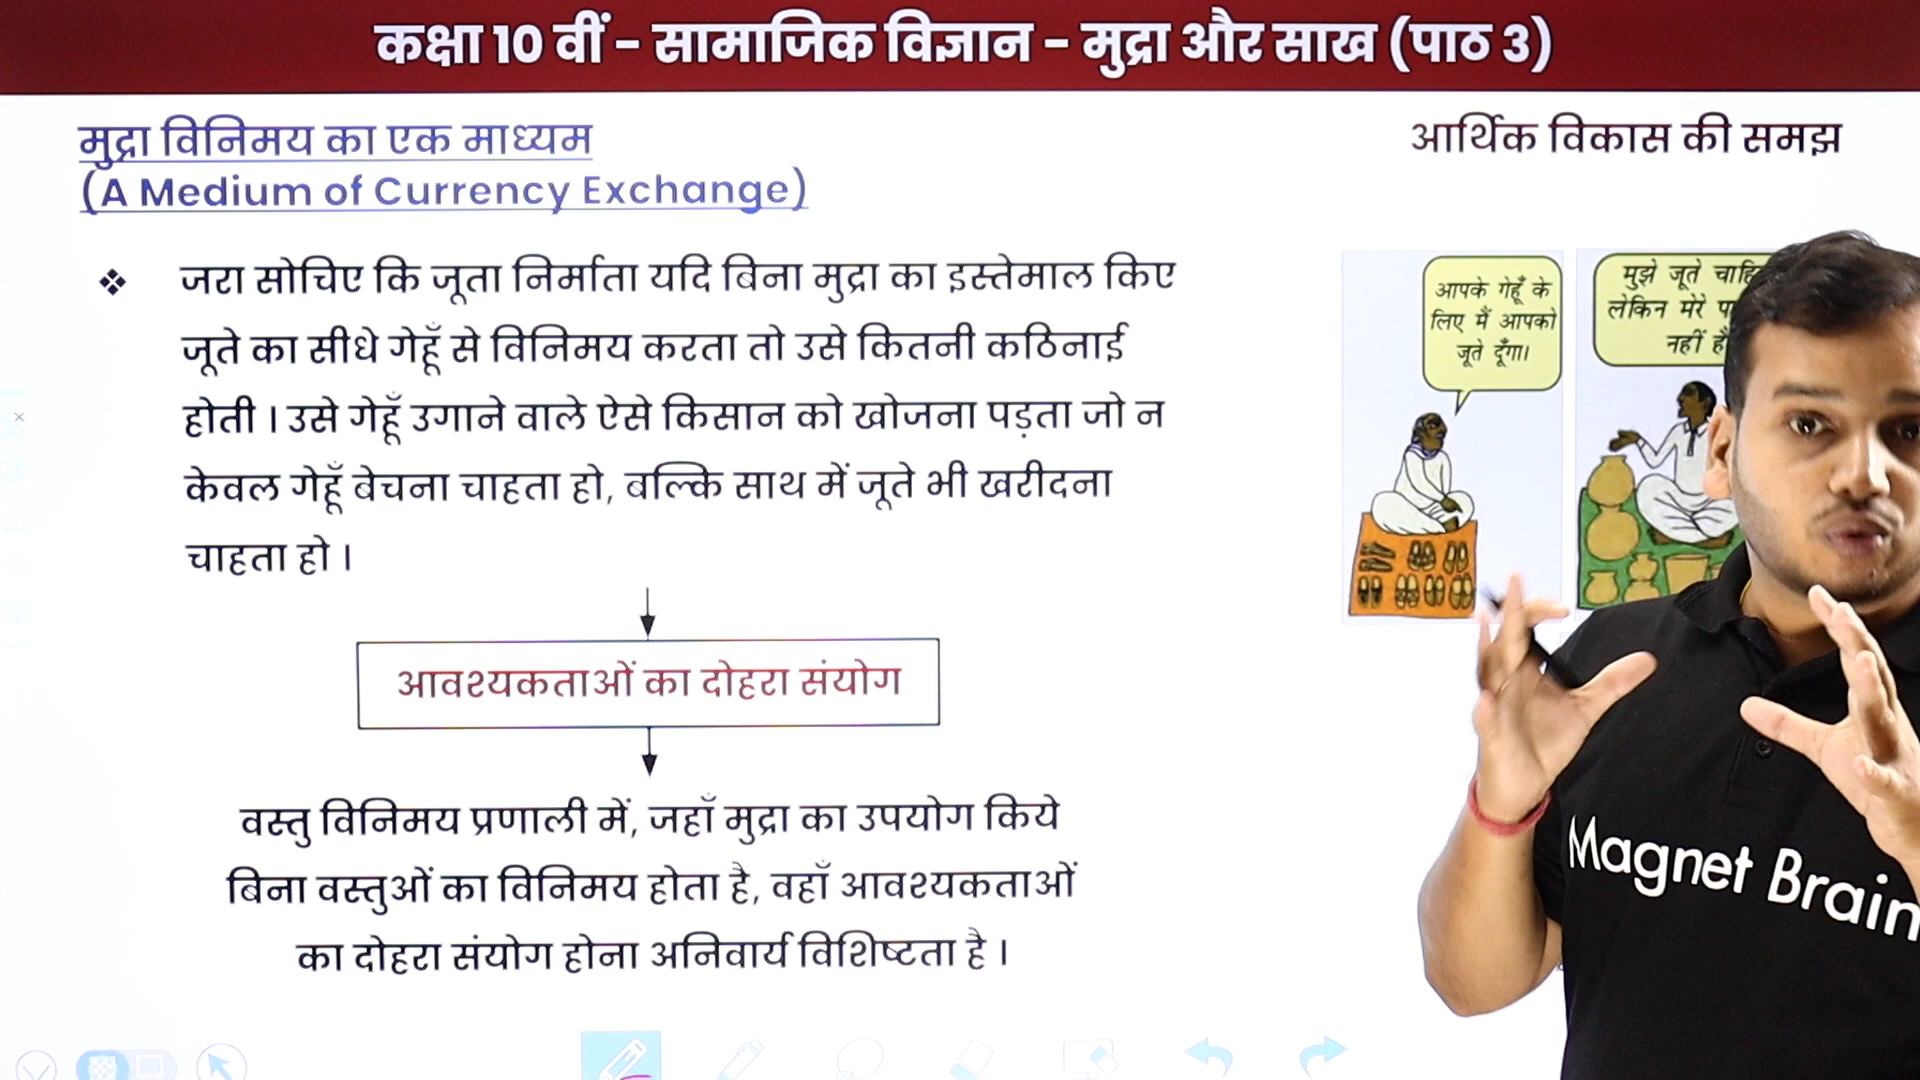 कक्षा 10 वीं - सामाजिक विज्ञान - मुद्रा और साख (पाठ 3)
मुद्रा विनिमय का एक माध्यम
(A Medium of Currency Exchange)
आर्थिक विकास की समझ
❖ जरा सोचिए कि जूता निर्माता यदि बिना मुद्रा का इस्तेमाल किए
जूते का सीधे गेहूँ से विनिमय करता तो उसे कितनी कठिनाई
होती । उसे गेहूँ उगाने वाले ऐसे किसान को खोजना पड़ता जो न
केवल गेहूँ बेचना चाहता हो, बल्कि साथ में जूते भी खरीदना
चाहता हो ।
आवश्यकताओं का दोहरा संयोग
वस्तु विनिमय प्रणाली में, जहाँ मुद्रा का उपयोग किये
बिना वस्तुओं का विनिमय होता है, वहाँ आवश्यकताओं
का दोहरा संयोग होना अनिवार्य विशिष्टता है ।
आपके गेहूँ के
लिए मैं आपको
जूते दूँगा।
मुझे जूते
लेकिन मेरे
नहीं
Magnet Brain